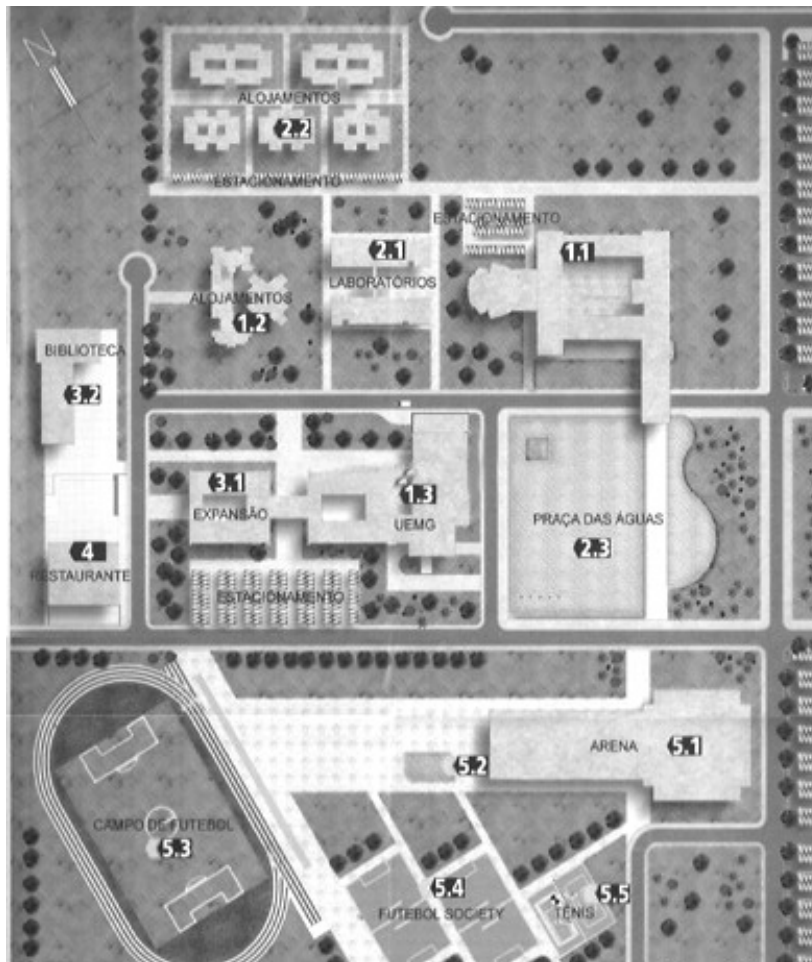 N
ALOJAMENTOS
2.2
ESTACIONAMENTO
ESTACIONAMENTO
2.1
1.1
LABORATÓRIOS
ALOJAMENTOS
1.2
BIBLIOTECA
3.2
3.1
EXPANSÃO
1.3
UEMG
PRAÇA DAS ÁGUAS
2.3
4
RESTAURANTE
ESTACIONAMENTO
ARENA
5.1
5.2
CAMPO DE FUTEBOL
5.3
5.4
FUTEBOL SOCIETY
5.5
TÊNIS